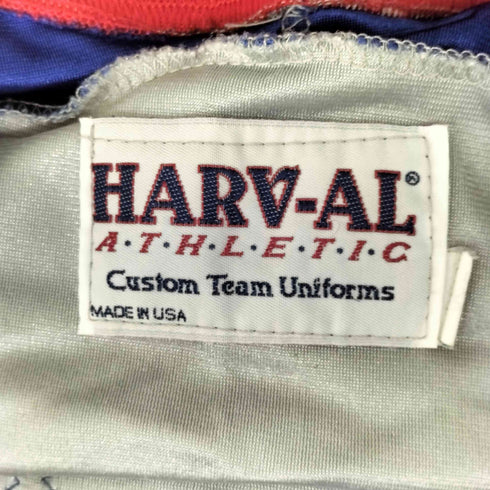 HARV-AL®
A·T·H·L·E·T·I·C
Custom Team Uniforms
MADE IN USA